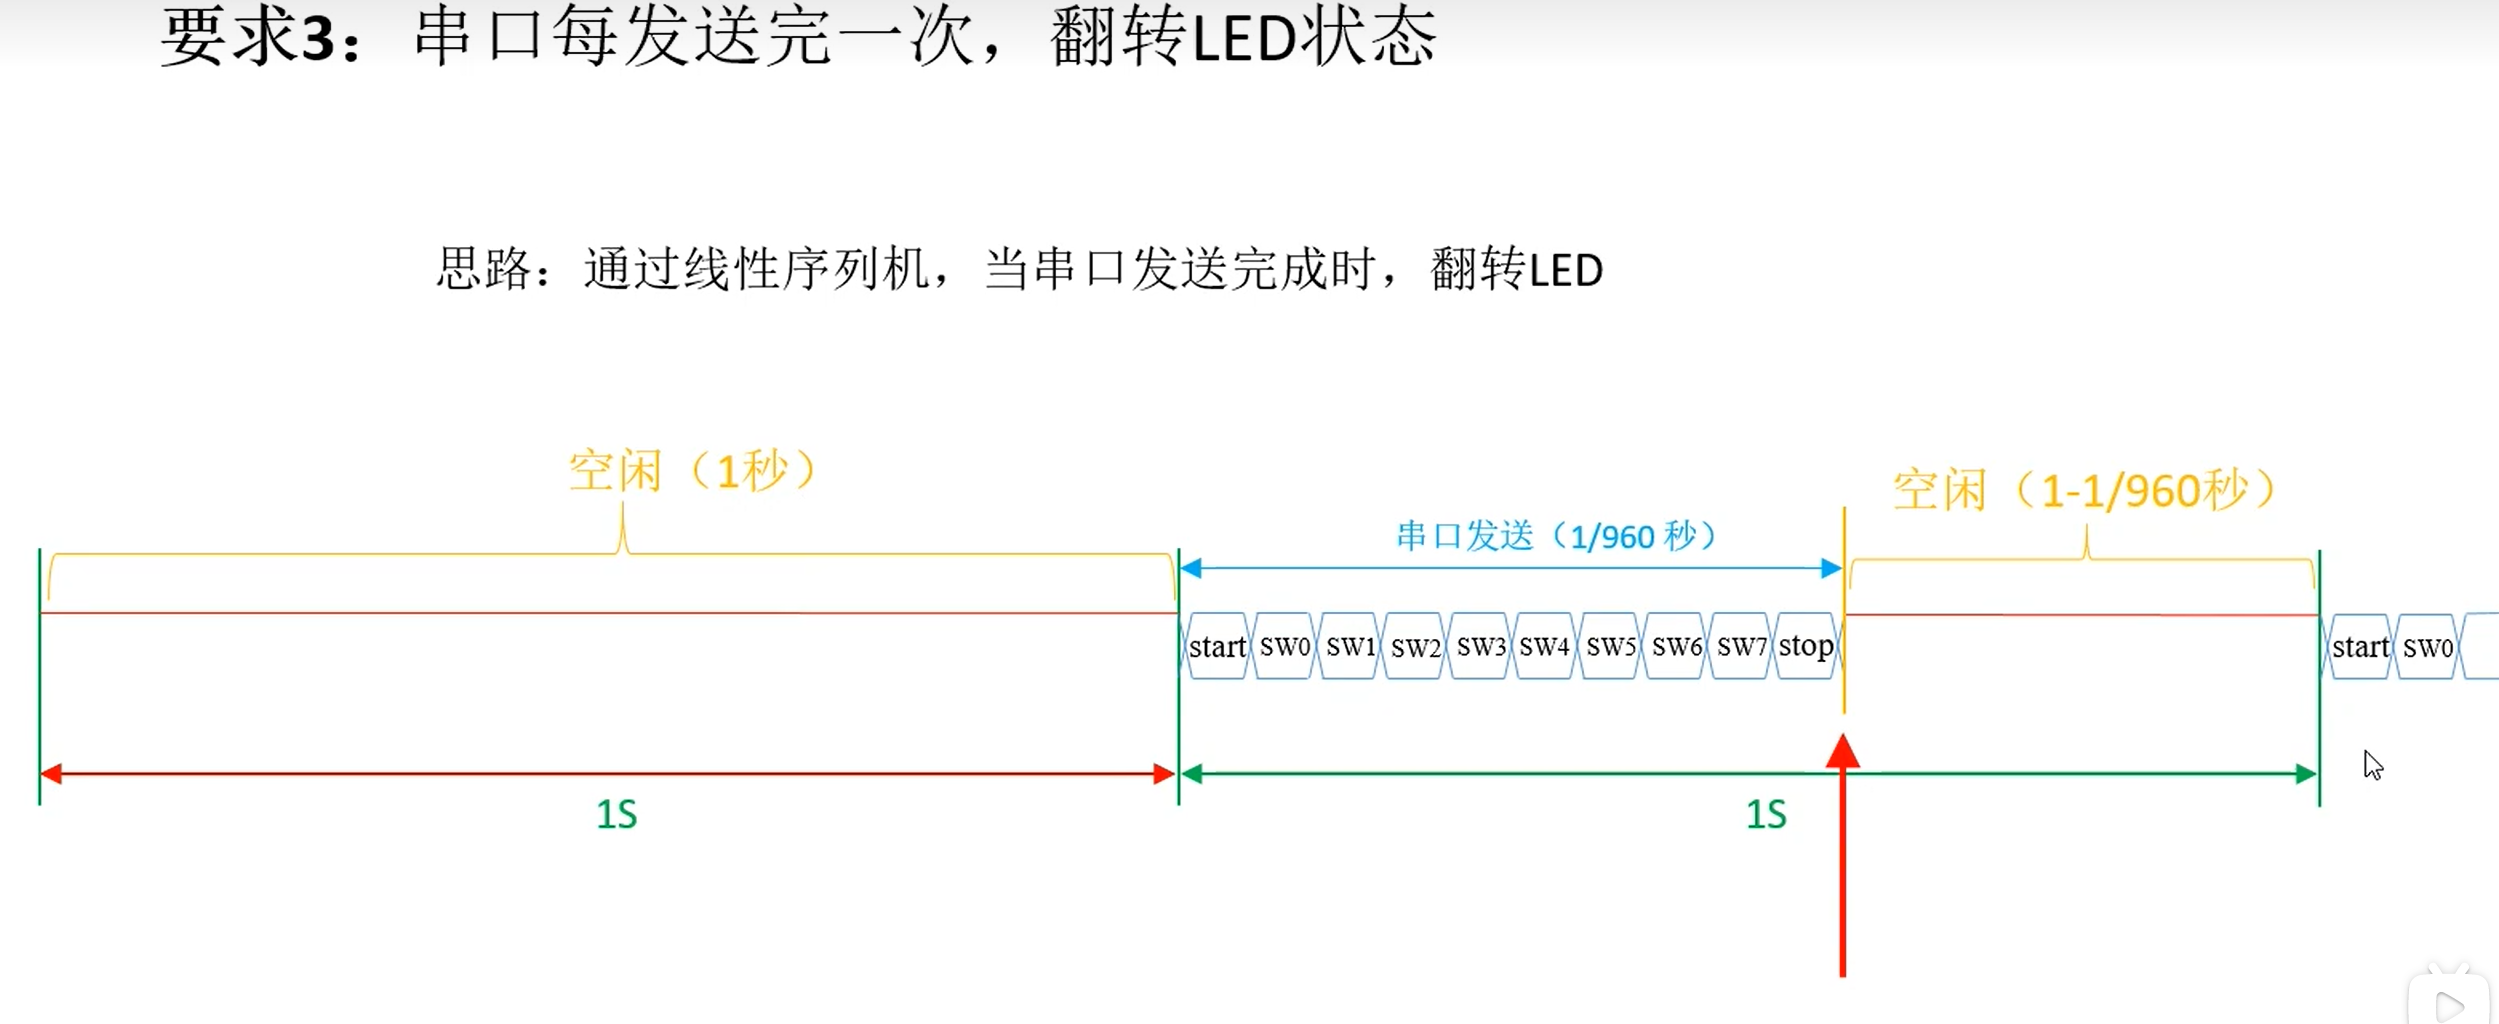 要求3：串口每发送完一次，翻转LED状态
思路：通过线性序列机，当串口发送完成时，翻转LED
空闲（1秒）
串口发送（1/960 秒）
空闲（1-1/960秒）
start SW0 SW1 SW2 SW3 SW4 SW5 SW6 SW7 stop
start SW0
1S
1S